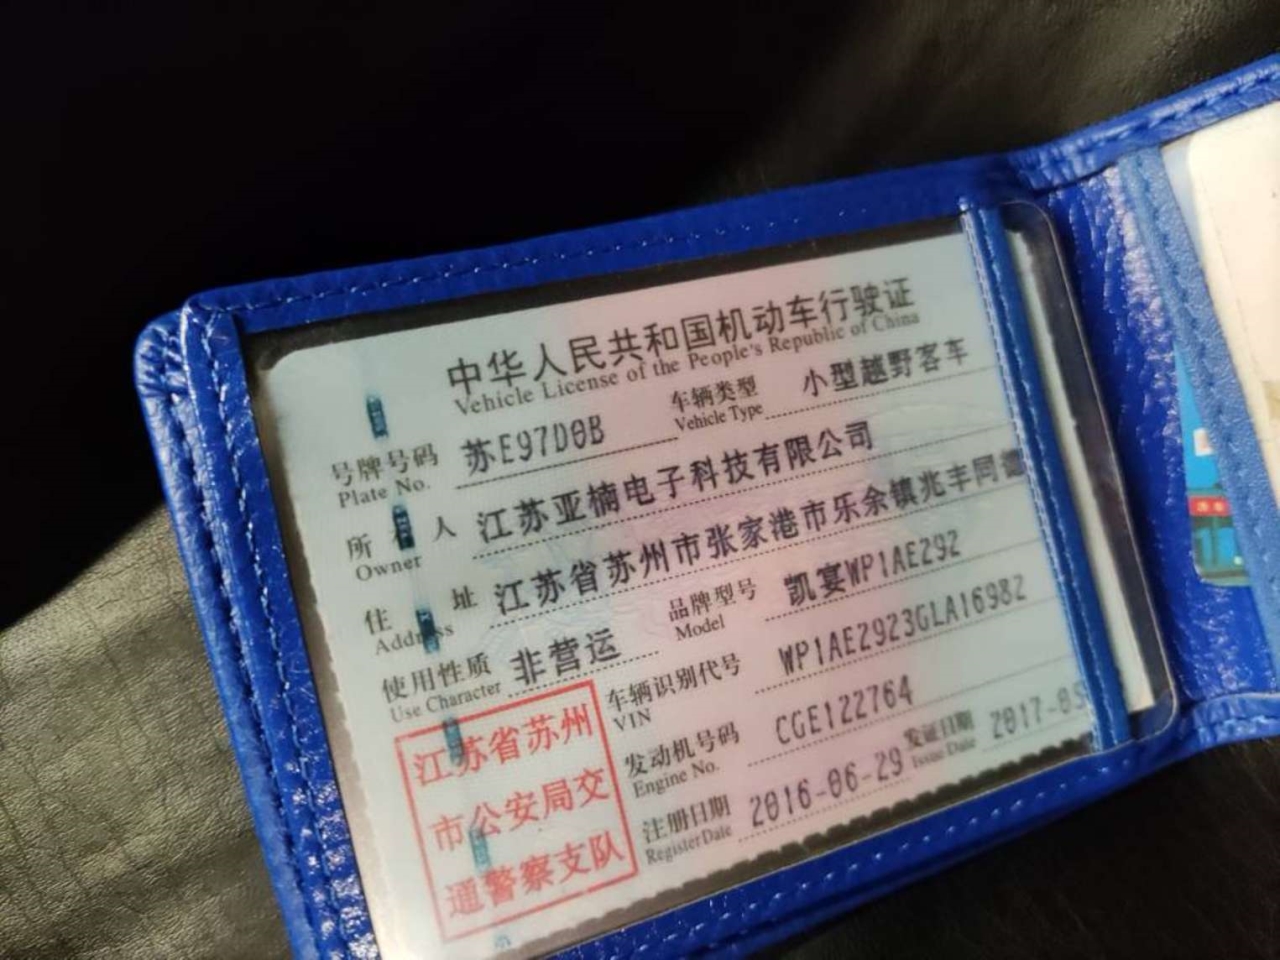 中华人民共和国机动车行驶证
Vehicle License of the People's Republic of China
号牌号码 苏E97D0B 车辆类型 小型越野客车
Plate No. Vehicle Type
所有人 江苏亚楠电子科技有限公司
Owner
住址 江苏省苏州市张家港市乐余镇兆丰同德
Address
使用性质 非营运 品牌型号 凯宴WP1AE292
Use Character Model
车辆识别代号 WP1AE2923GLA16982
VIN
发动机号码 CGE122764
Engine No.
注册日期 2016-06-29 发证日期 2017-05
Register Date Issue Date
江苏省苏州
市公安局交
通警察支队